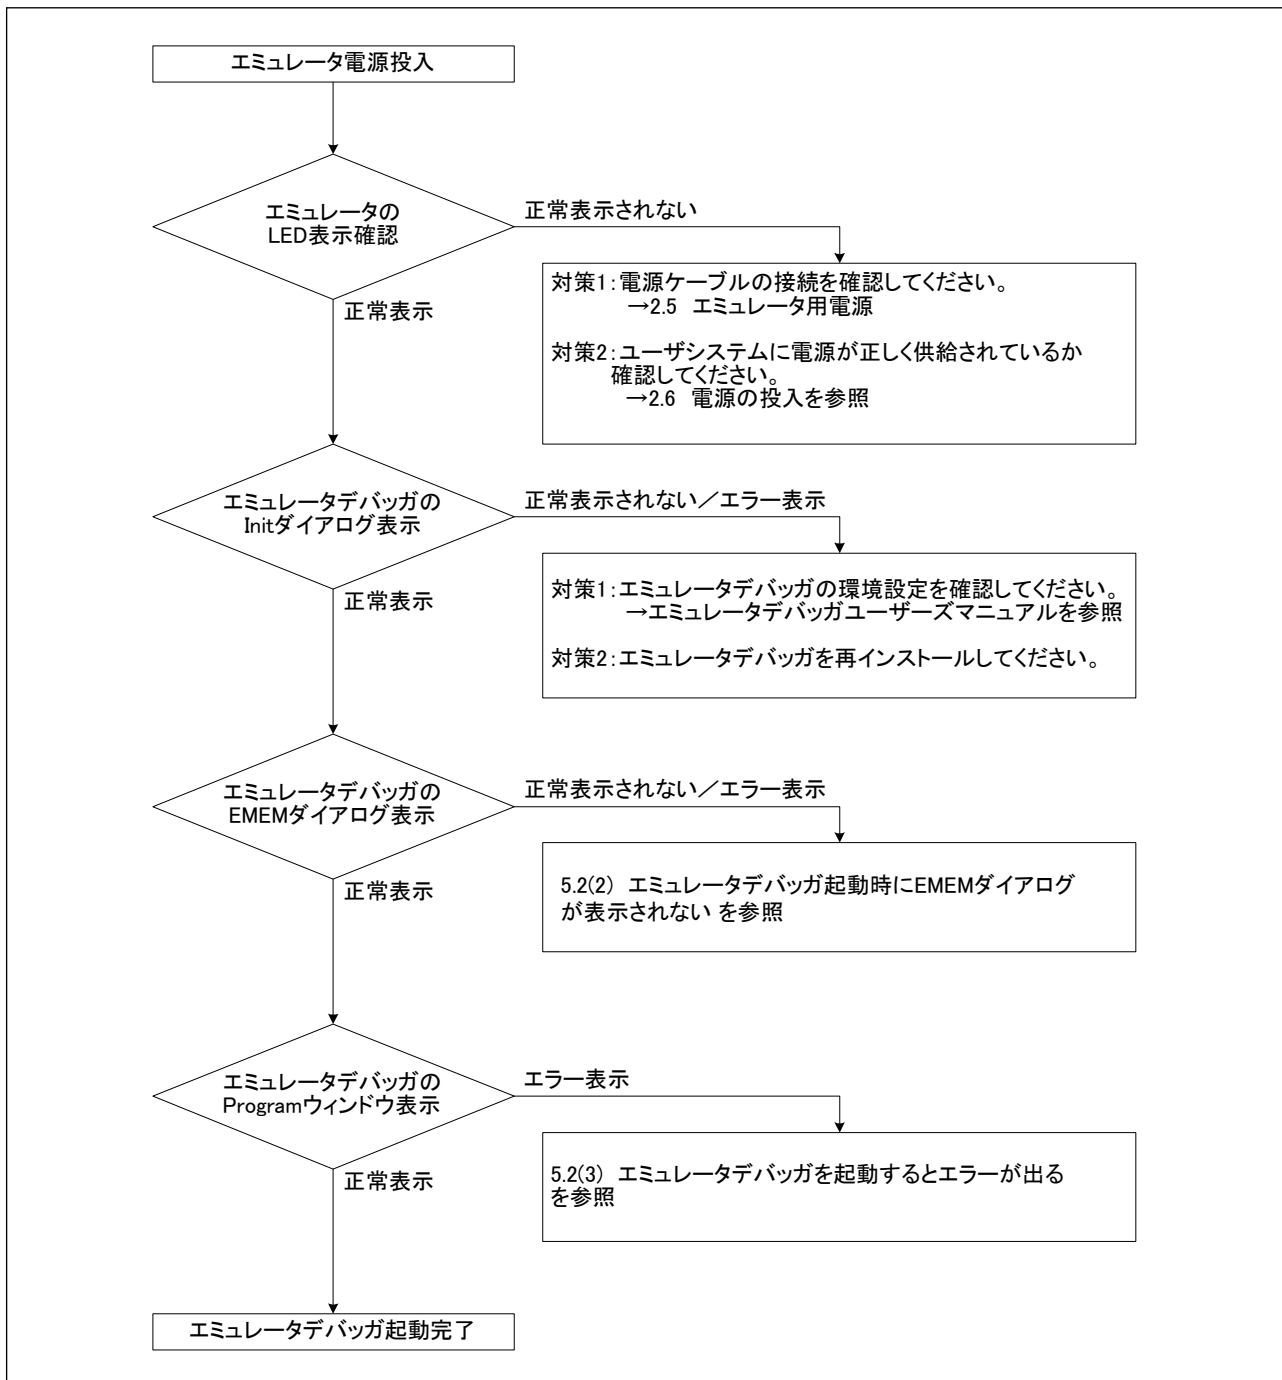 エミュレータ電源投入
エミュレータの
LED表示確認
正常表示されない
正常表示
対策1:電源ケーブルの接続を確認してください。
→2.5 エミュレータ用電源
対策2:ユーザシステムに電源が正しく供給されているか
確認してください。
→2.6 電源の投入を参照
エミュレータデバッガの
Initダイアログ表示
正常表示されない/エラー表示
正常表示
対策1:エミュレータデバッガの環境設定を確認してください。
→エミュレータデバッガユーザーズマニュアルを参照
対策2:エミュレータデバッガを再インストールしてください。
エミュレータデバッガの
EMEMダイアログ表示
正常表示されない/エラー表示
正常表示
5.2(2) エミュレータデバッガ起動時にEMEMダイアログ
が表示されない を参照
エミュレータデバッガの
Programウィンドウ表示
エラー表示
正常表示
5.2(3) エミュレータデバッガを起動するとエラーが出る
を参照
エミュレータデバッガ起動完了